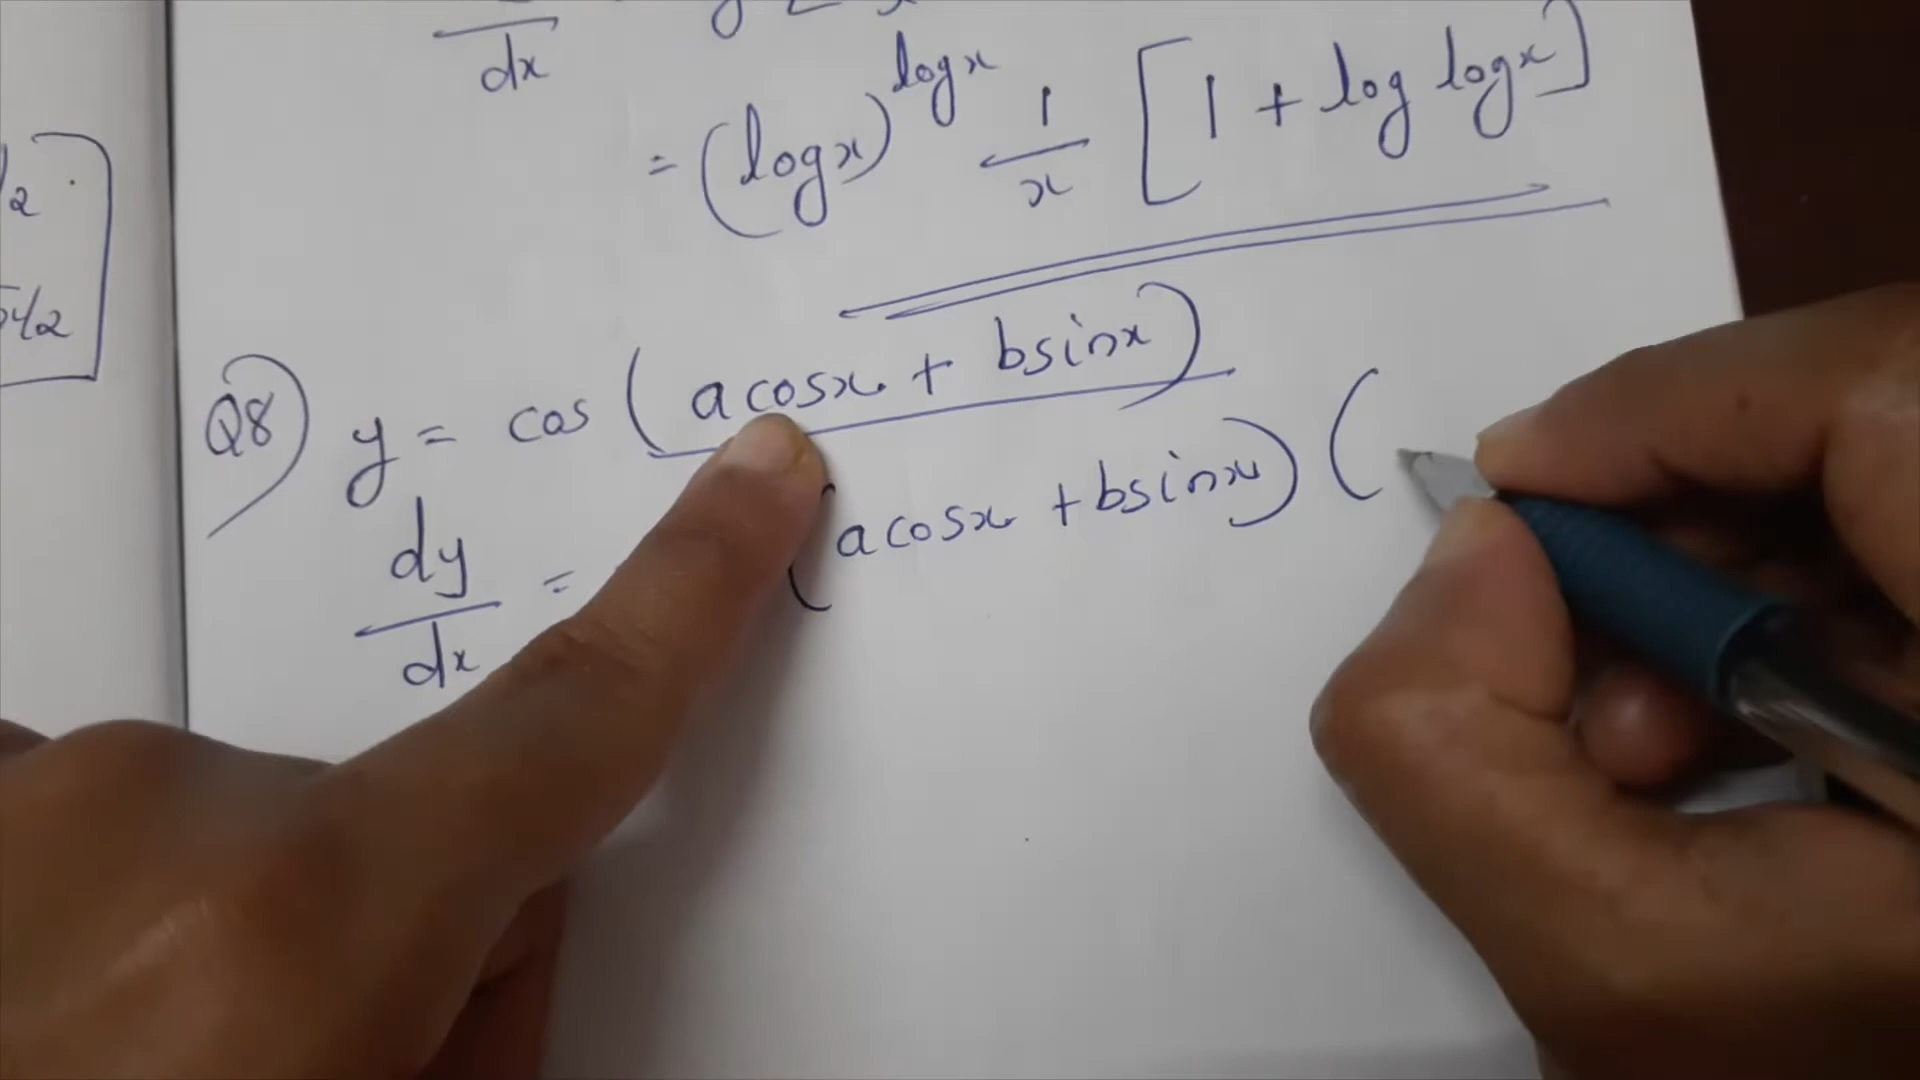 dx
= (log x)^log x 1/x [1 + log log x]
Q8) y = cos (a cos x + b sin x)
dy/dx = (a cos x + b sin x) (